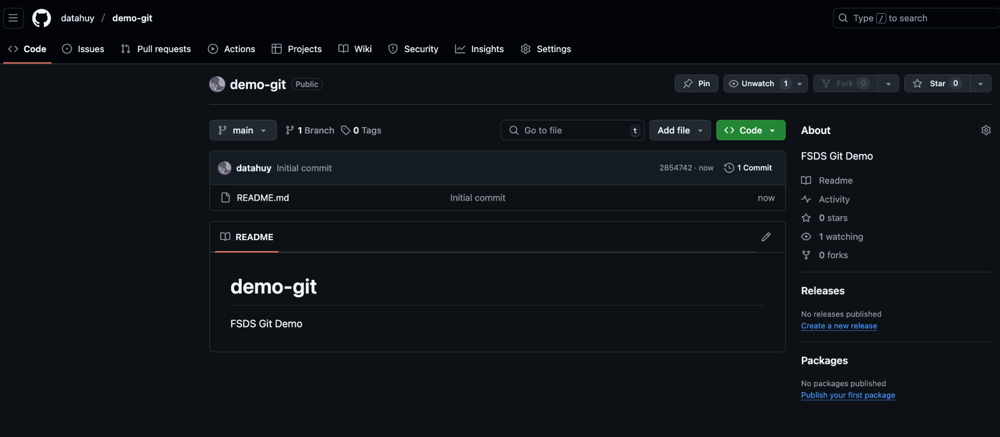 datahuy / demo-git
Type / to search
Code Issues Pull requests Actions Projects Wiki Security Insights Settings
demo-git Public
Pin Unwatch 1 Fork 0 Star 0
main 1 Branch 0 Tags Go to file t Add file Code
datahuy Initial commit 2854742 · now 1 Commit
README.md Initial commit now
README
demo-git
FSDS Git Demo
About
FSDS Git Demo
Readme
Activity
0 stars
1 watching
0 forks
Releases
No releases published
Create a new release
Packages
No packages published
Publish your first package